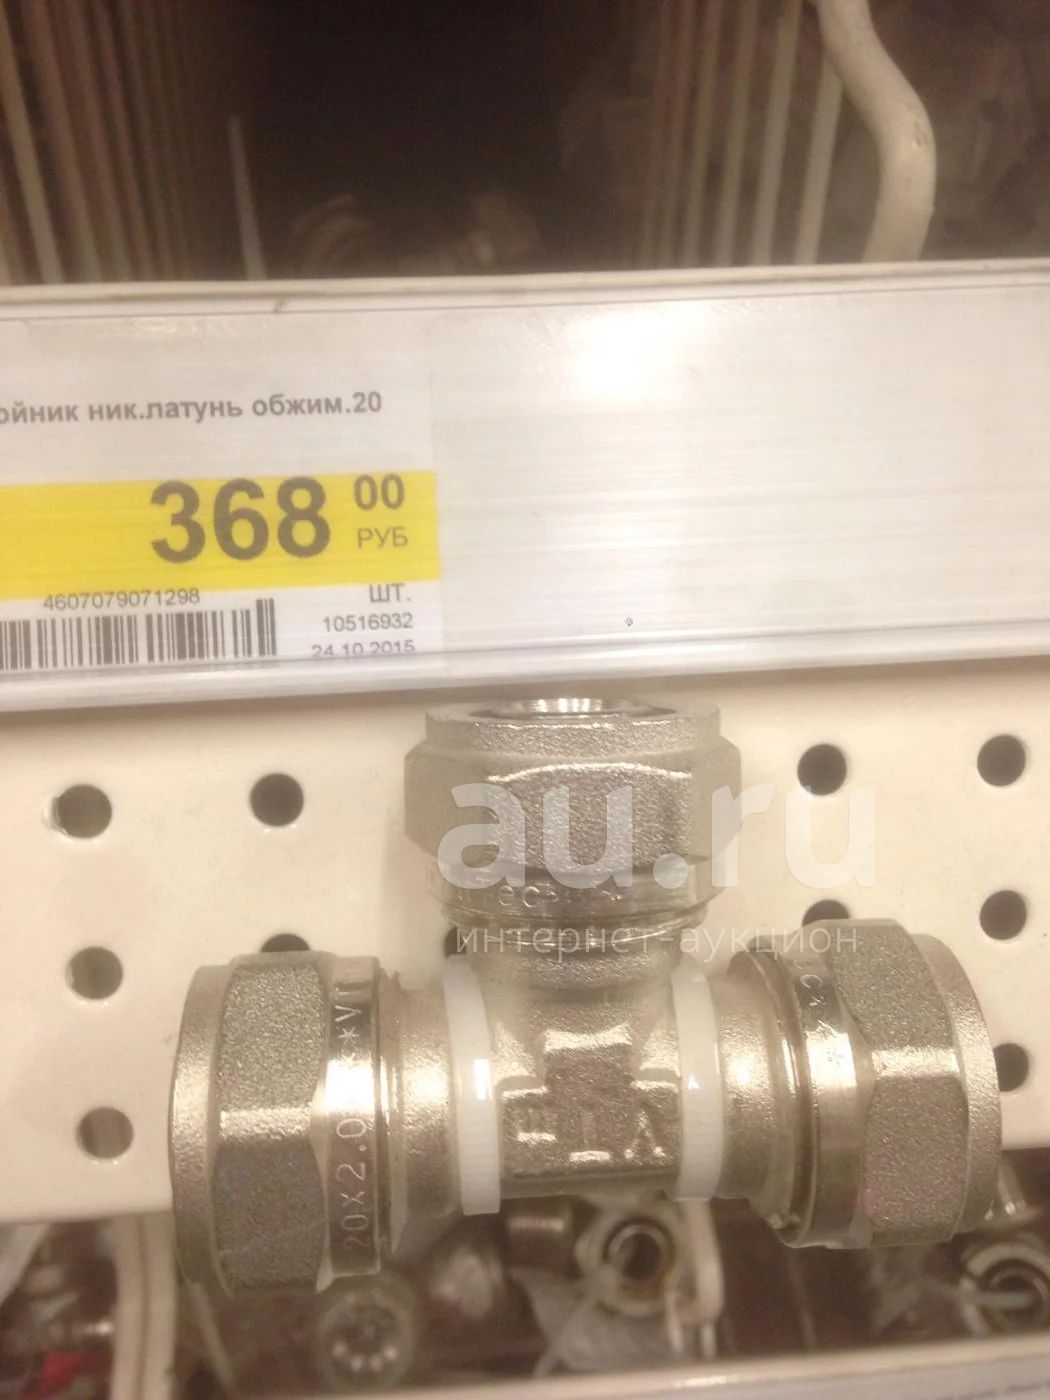 ойник ник.латунь обжим.20
368 00
РУБ
4607079071298
ШТ.
10516932
24.10.2015
au.ru
интернет-аукцион
20X2.0